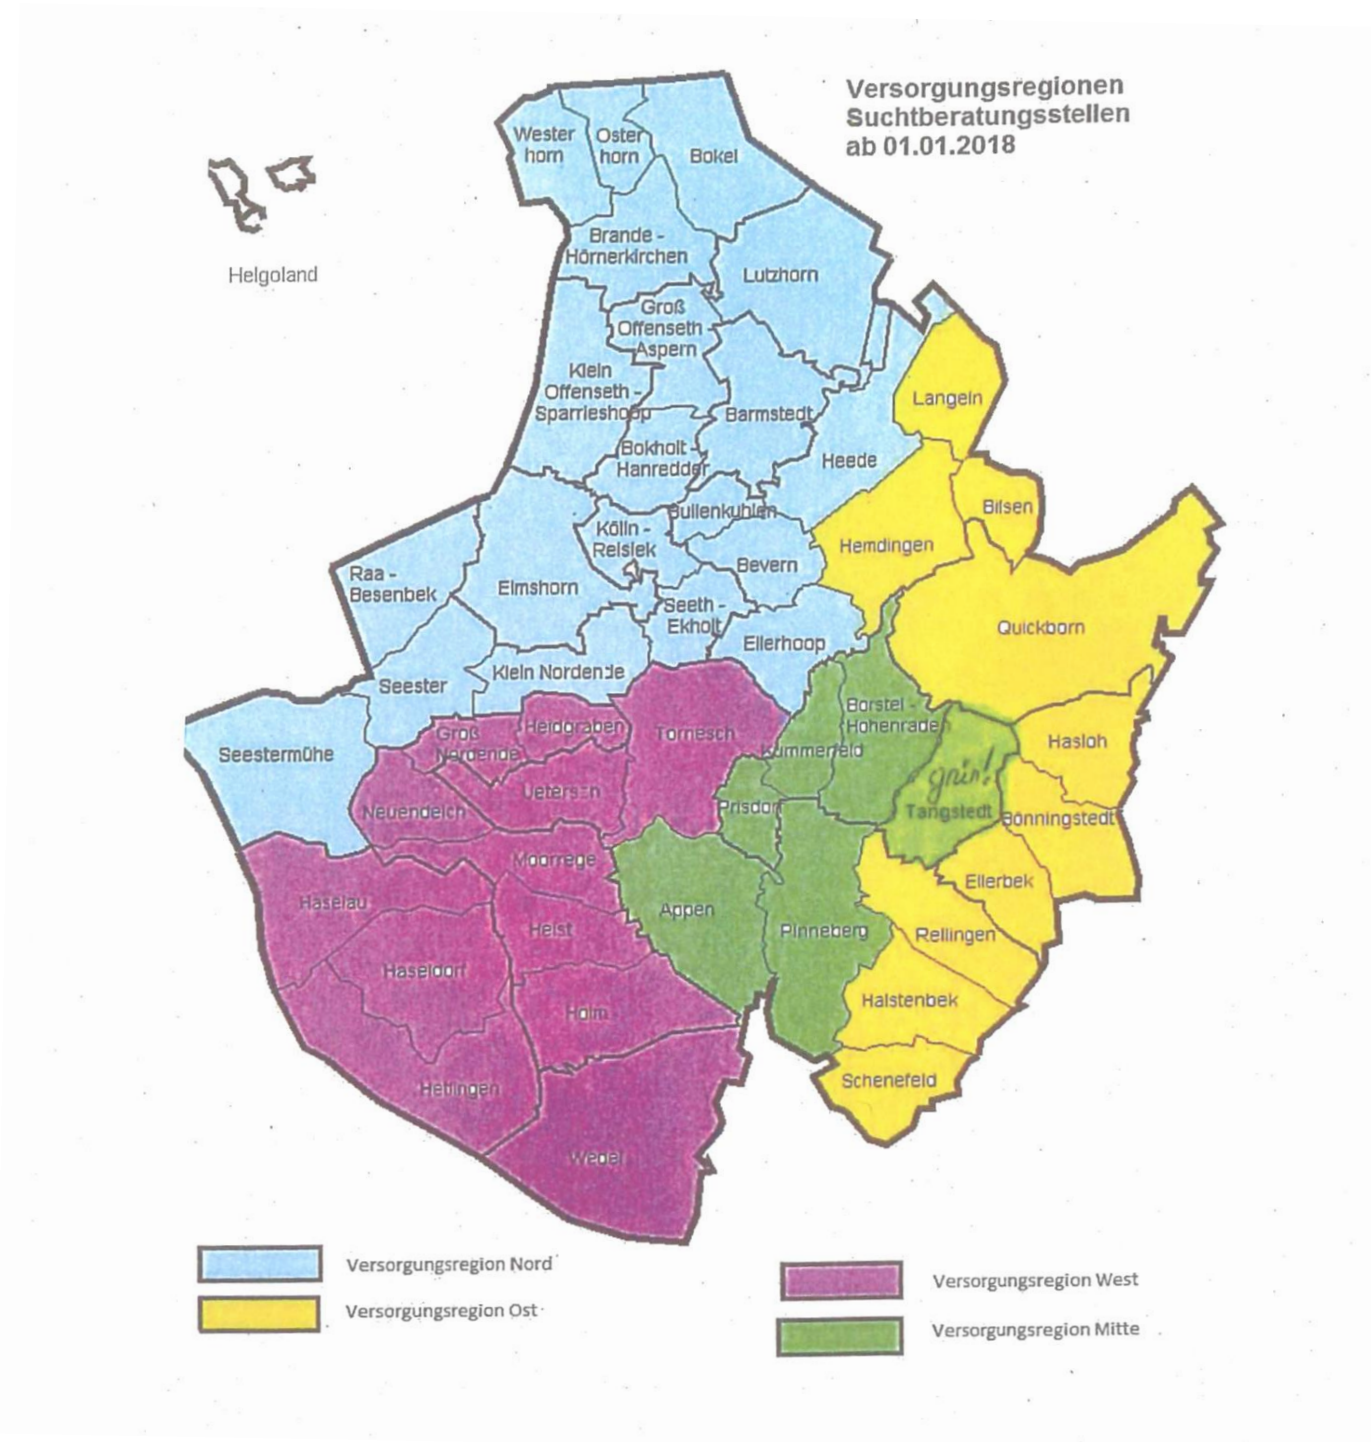 Versorgungsregionen
Suchtberatungsstellen
ab 01.01.2018
Helgoland
Wester
horn
Oster
horn
Bokel
Brande -
Hörnerkirchen
Lutzhorn
Groß
Offenseth -
Aspern
Klein
Offenseth -
Sparrieshoop
Barmstedt
Langeln
Bokholt -
Hanredder
Heede
Bullenkuhlen
Bilsen
Kölln -
Reisiek
Hemdingen
Bevern
Raa -
Besenbek
Elmshorn
Seeth -
Ekholt
Quickborn
Ellerhoop
Klein Nordende
Seester
Borstel -
Hohenraden
Heidgraben
Groß
Nordende
Tornesch
Kummerfeld
Hasloh
Seestermühe
grün!
Uetersen
Prisdorf
Tangstedt
Neuendeich
Bönningstedt
Moorrege
Ellerbek
Haselau
Appen
Heist
Pinneberg
Rellingen
Haseldorf
Halstenbek
Holm
Schenefeld
Hetlingen
Wedel
Versorgungsregion Nord
Versorgungsregion West
Versorgungsregion Ost
Versorgungsregion Mitte